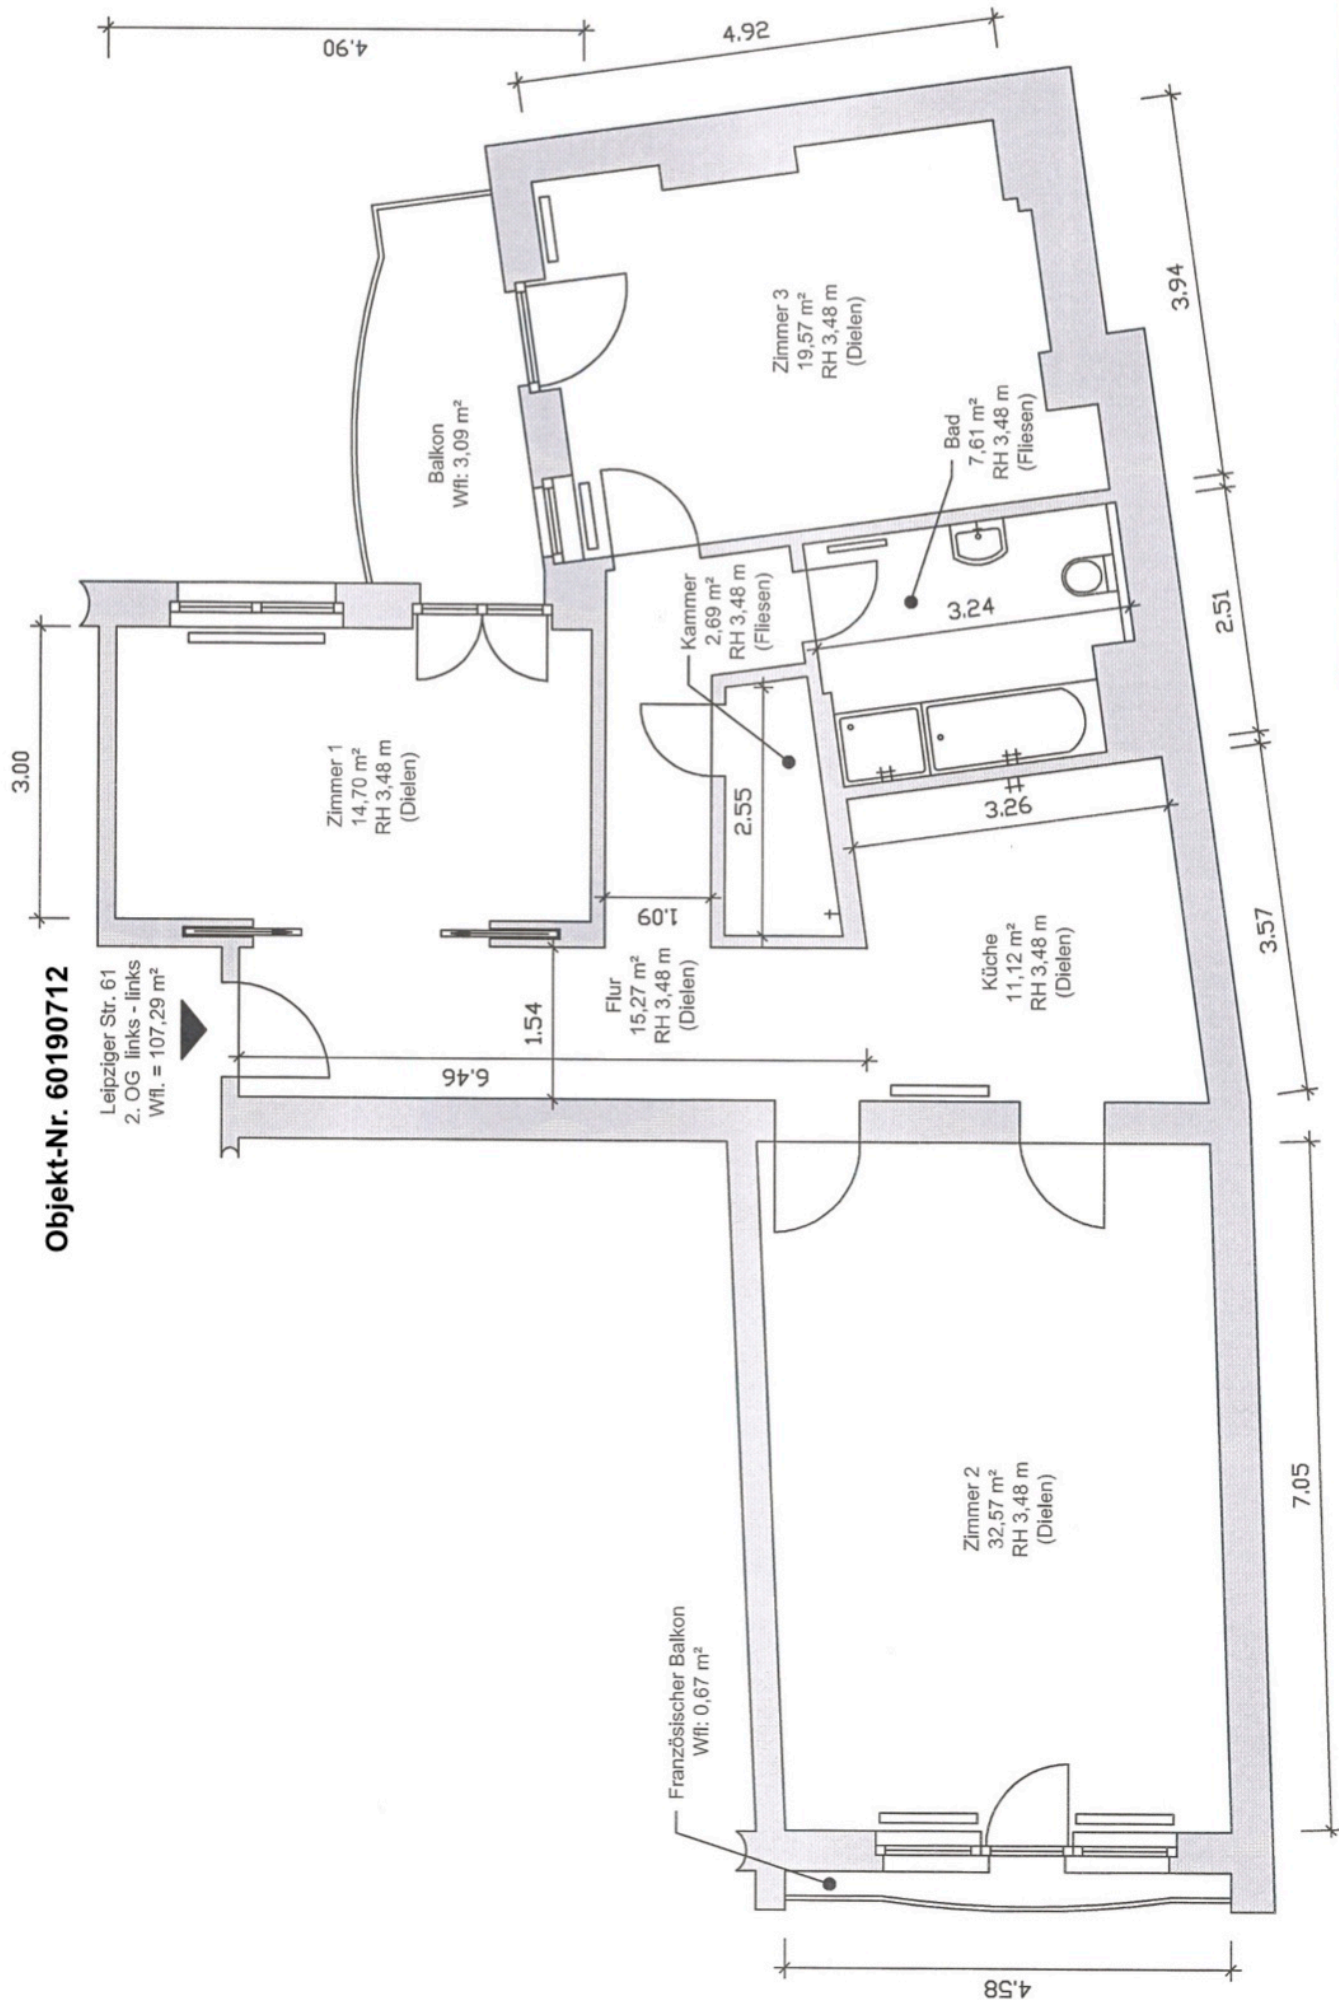 Objekt-Nr. 60190712
Leipziger Str. 61
2. OG links - links
Wfl. = 107,29 m²
Französischer Balkon
Wfl: 0,67 m²
4.58
Zimmer 2
32,57 m²
RH 3,48 m
(Dielen)
7.05
6.46
1.54
Flur
15,27 m²
RH 3,48 m
(Dielen)
1.09
Küche
11,12 m²
RH 3,48 m
(Dielen)
3.57
3.26
3.00
Zimmer 1
14,70 m²
RH 3,48 m
(Dielen)
4.90
2.55
Kammer
2,69 m²
RH 3,48 m
(Fliesen)
3.24
Bad
7,61 m²
RH 3,48 m
(Fliesen)
2.51
Balkon
Wfl: 3,09 m²
Zimmer 3
19,57 m²
RH 3,48 m
(Dielen)
3.94
4.92